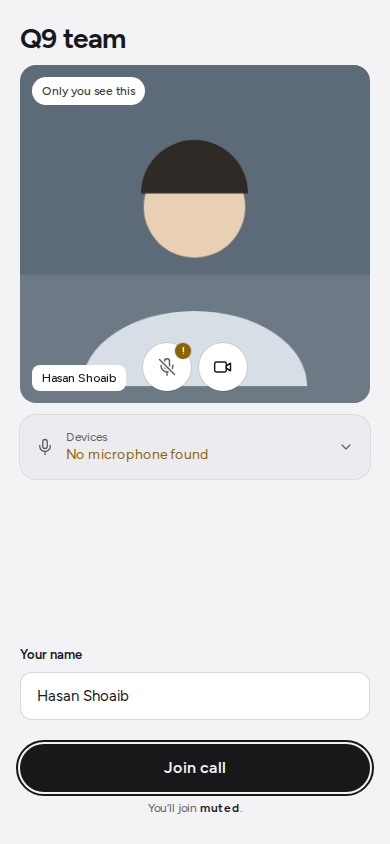 Q9 team
Only you see this
!
Hasan Shoaib
Devices
No microphone found
Your name
Hasan Shoaib
Join call
You'll join muted.